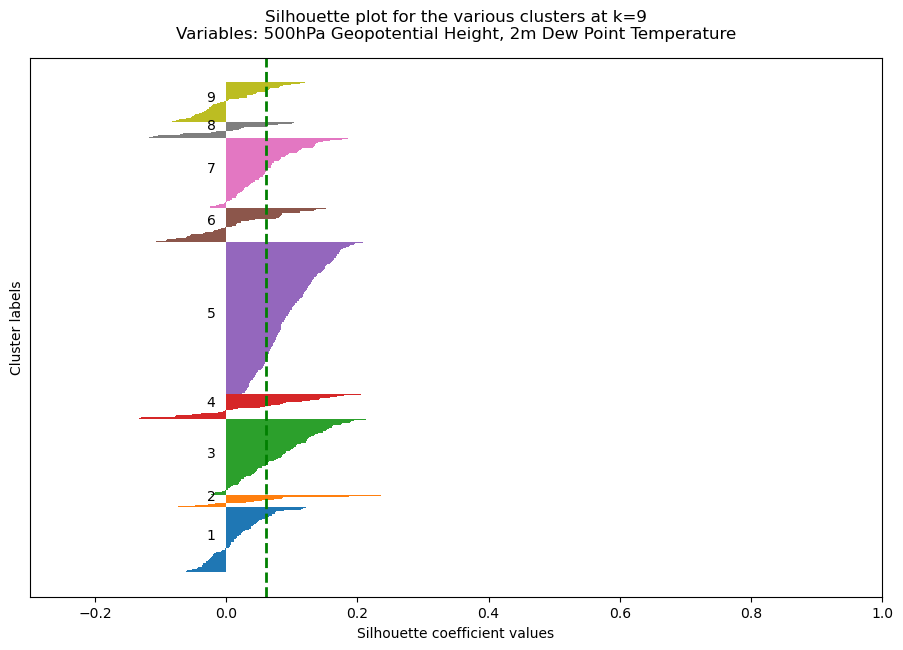 Silhouette plot for the various clusters at k=9
Variables: 500hPa Geopotential Height, 2m Dew Point Temperature
9
8
7
6
5
4
3
2
1
Cluster labels
−0.2 0.0 0.2 0.4 0.6 0.8 1.0
Silhouette coefficient values